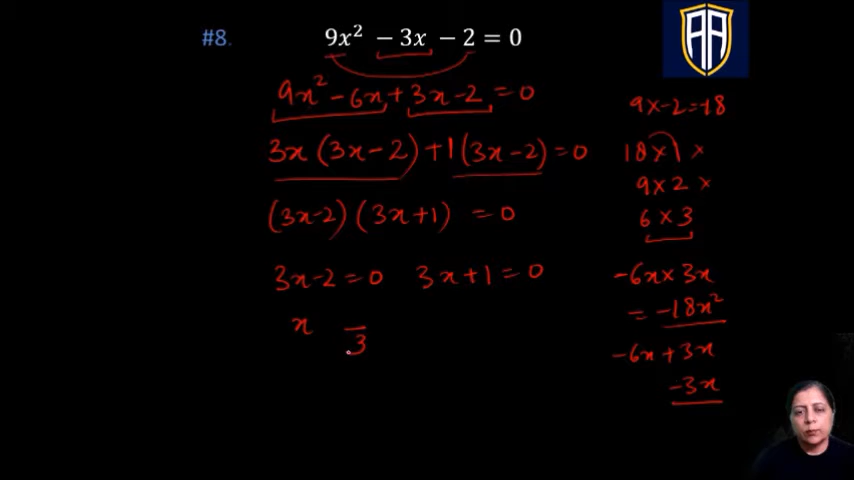 #8. 9x² − 3x − 2 = 0
9x² − 6x + 3x − 2 = 0
3x (3x − 2) + 1 (3x − 2) = 0
(3x − 2) (3x + 1) = 0
3x − 2 = 0 3x + 1 = 0
x — 3
AA
9 x − 2 = −18
18 x 1 x
9 x 2 x
6 x 3
−6x x 3x
= −18x²
−6x + 3x
−3x